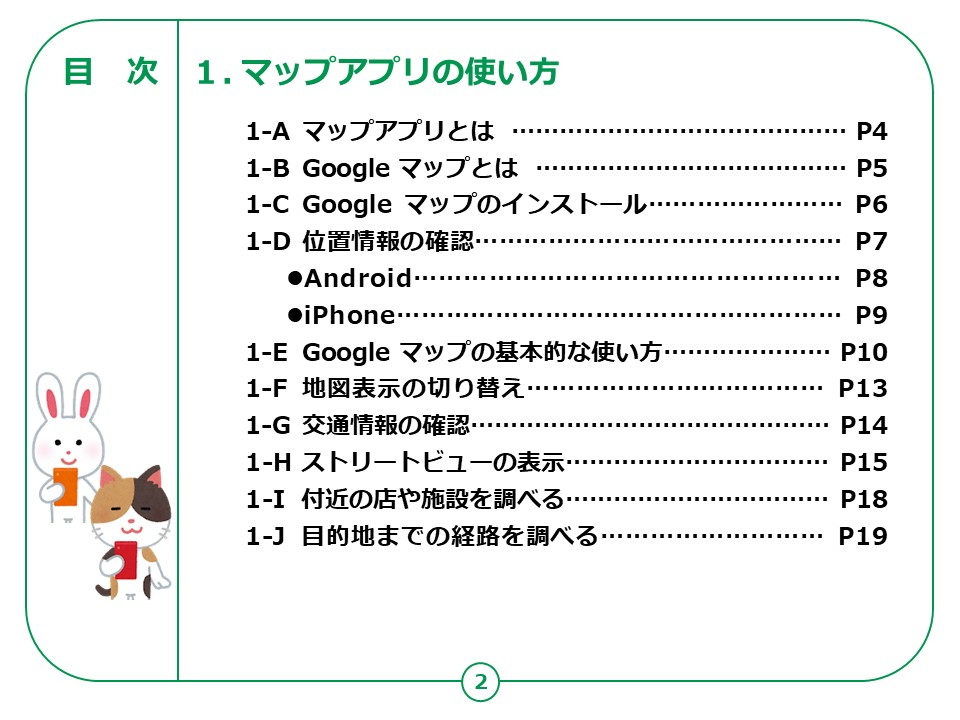 目　次
１．マップアプリの使い方
1-A マップアプリとは ………………………………… P4
1-B Google マップとは ……………………………… P5
1-C Google マップのインストール…………………… P6
1-D 位置情報の確認……………………………………… P7
●Android…………………………………………… P8
●iPhone……………………………………………… P9
1-E Google マップの基本的な使い方………………… P10
1-F 地図表示の切り替え……………………………… P13
1-G 交通情報の確認…………………………………… P14
1-H ストリートビューの表示………………………… P15
1-I 付近の店や施設を調べる………………………… P18
1-J 目的地までの経路を調べる……………………… P19
2